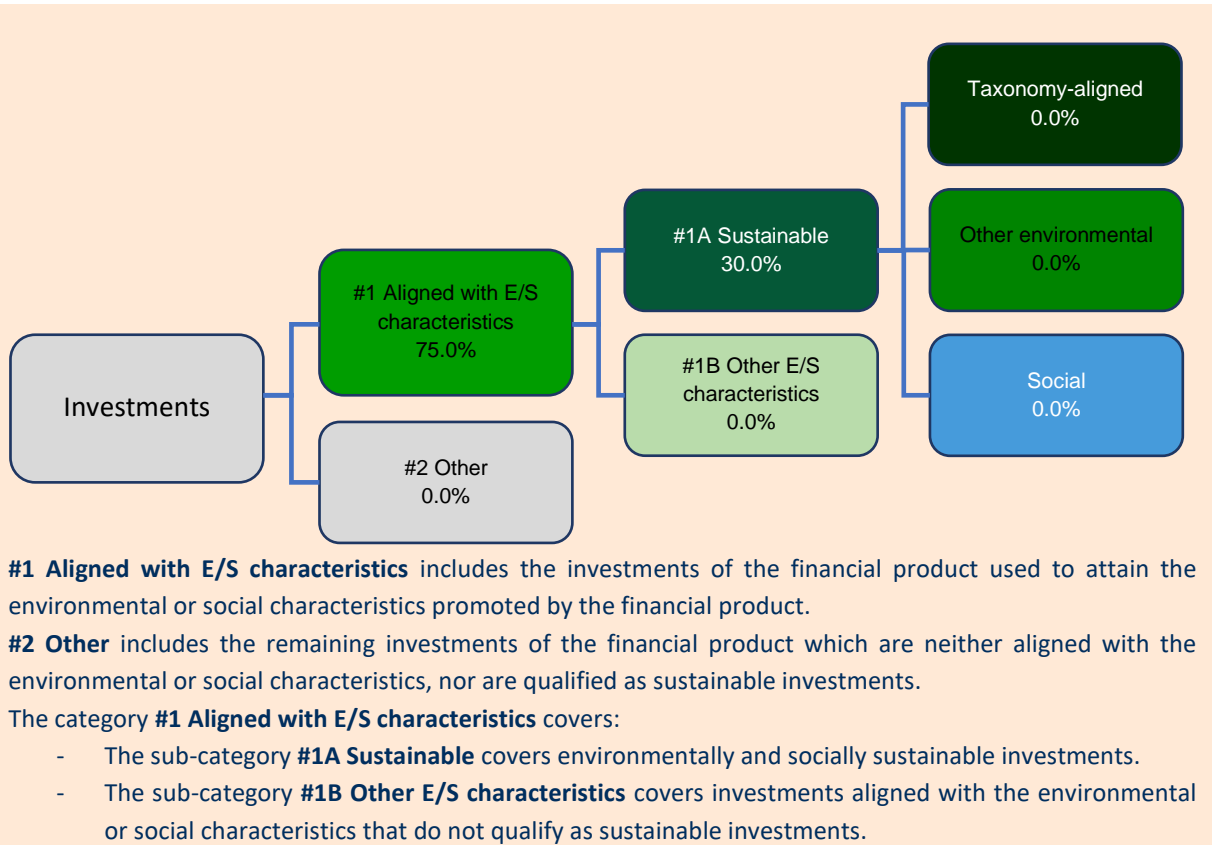 Taxonomy-aligned
0.0%
#1A Sustainable
30.0%
Other environmental
0.0%
#1 Aligned with E/S
characteristics
75.0%
#1B Other E/S
characteristics
0.0%
Social
0.0%
Investments
#2 Other
0.0%
#1 Aligned with E/S characteristics includes the investments of the financial product used to attain the
environmental or social characteristics promoted by the financial product.
#2 Other includes the remaining investments of the financial product which are neither aligned with the
environmental or social characteristics, nor are qualified as sustainable investments.
The category #1 Aligned with E/S characteristics covers:
- The sub-category #1A Sustainable covers environmentally and socially sustainable investments.
- The sub-category #1B Other E/S characteristics covers investments aligned with the environmental
or social characteristics that do not qualify as sustainable investments.